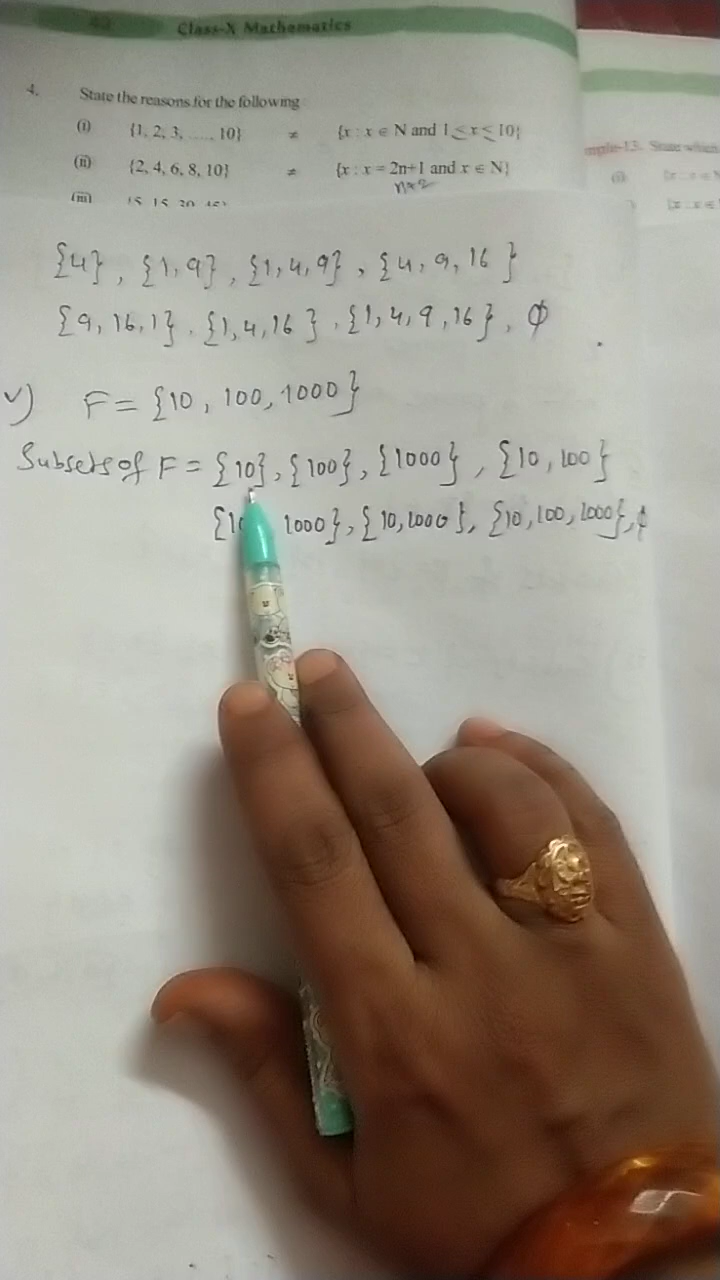 Class-X Mathematics
4. State the reasons for the following
(i) {1, 2, 3, ...., 10} ≠ {x : x ∈ N and 1 ≤ x ≤ 10}
(ii) {2, 4, 6, 8, 10} ≠ {x : x = 2n+1 and x ∈ N}
(iii)
State which
(i)
{4}, {1,9}, {1,4,9}, {4,9,16}
{9,16,1}, {1,4,16}, {1,4,9,16}, ϕ
v) F = {10, 100, 1000}
Subsets of F = {10}, {100}, {1000}, {10, 100}
1000}, {10,1000}, {10,100,1000}, ϕ